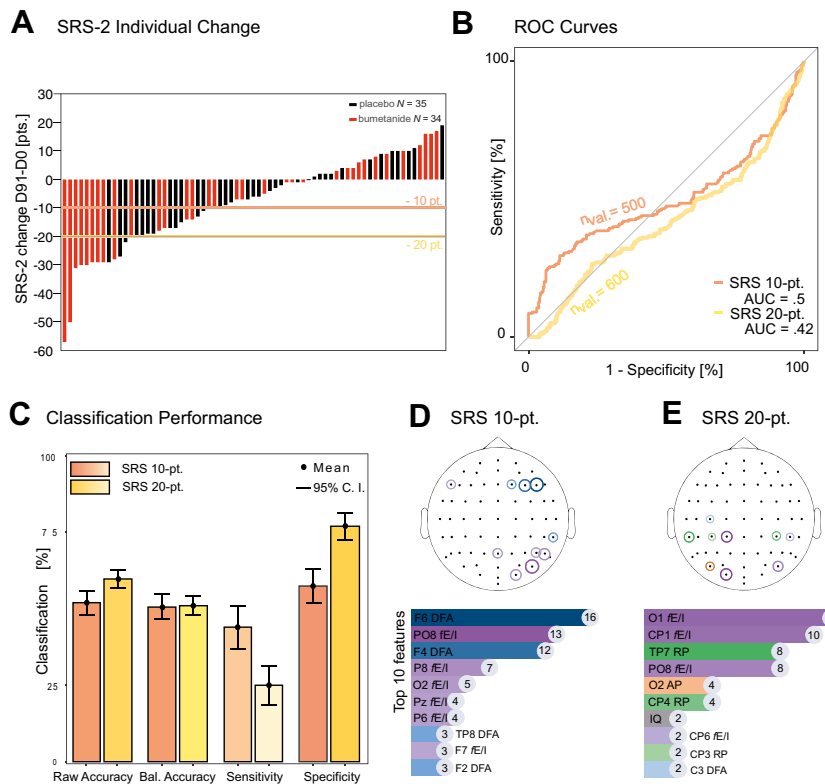 A SRS-2 Individual Change
SRS-2 change D91-D0 [pts.]
30
20
10
0
-10
-20
-30
-40
-50
-60
placebo N = 35
bumetanide N = 34
- 10 pt.
- 20 pt.
B ROC Curves
Sensitivity [%]
100
0
nval.= 500
nval.= 600
SRS 10-pt.
AUC = .5
SRS 20-pt.
AUC = .42
0 100
1 - Specificity [%]
C Classification Performance
Classification [%]
100
7 5
25
0
SRS 10-pt.
SRS 20-pt.
Mean
95% C. I.
Raw Accuracy Bal. Accuracy Sensitivity Specificity
D SRS 10-pt.
Top 10 features
F6 DFA 16
PO8 fE/I 13
F4 DFA 12
P8 fE/I 7
O2 fE/I 5
Pz fE/I 4
P6 fE/I 4
3 TP8 DFA
3 F7 fE/I
3 F2 DFA
E SRS 20-pt.
O1 fE/I
CP1 fE/I 10
TP7 RP 8
PO8 fE/I 8
O2 AP 4
CP4 RP 4
IQ 2
2 CP6 fE/I
2 CP3 RP
2 C3 DFA